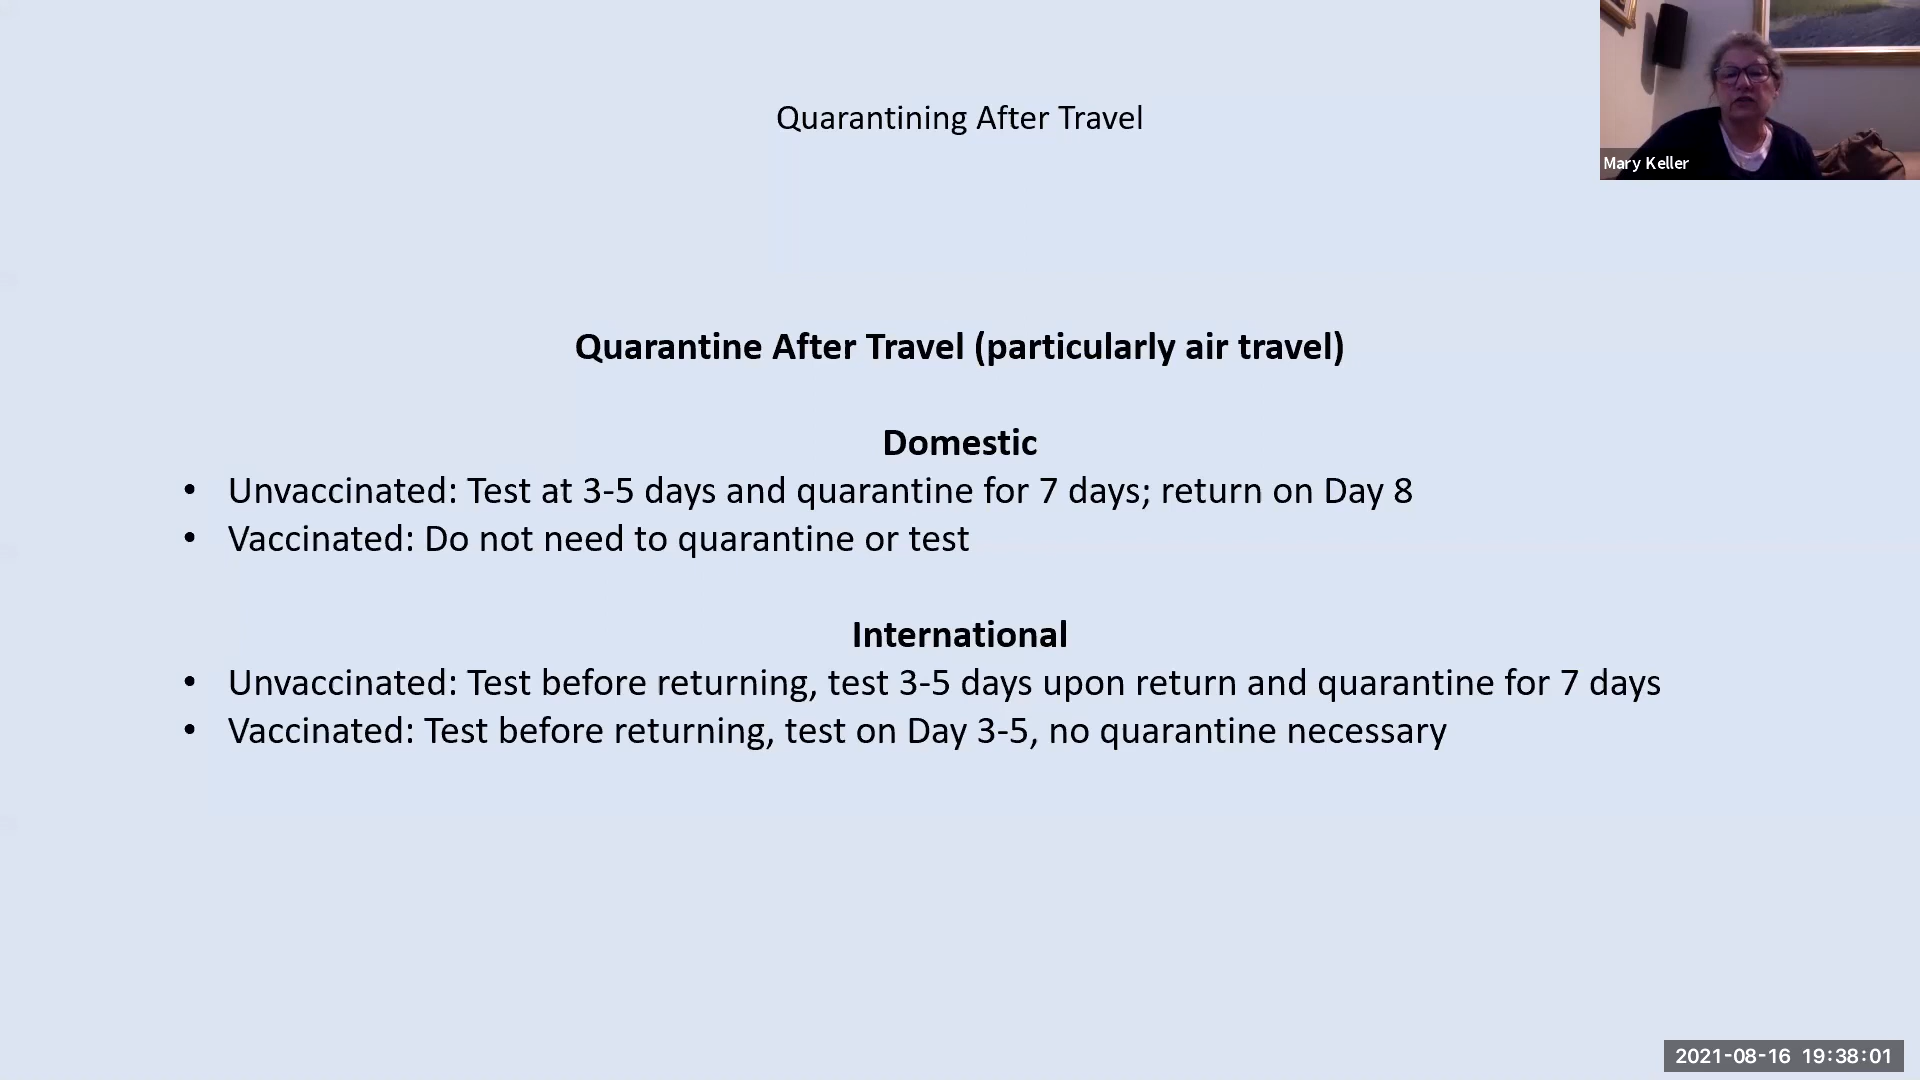 Quarantining After Travel
Mary Keller
Quarantine After Travel (particularly air travel)
Domestic
• Unvaccinated: Test at 3-5 days and quarantine for 7 days; return on Day 8
• Vaccinated: Do not need to quarantine or test
International
• Unvaccinated: Test before returning, test 3-5 days upon return and quarantine for 7 days
• Vaccinated: Test before returning, test on Day 3-5, no quarantine necessary
2021-08-16 19:38:01